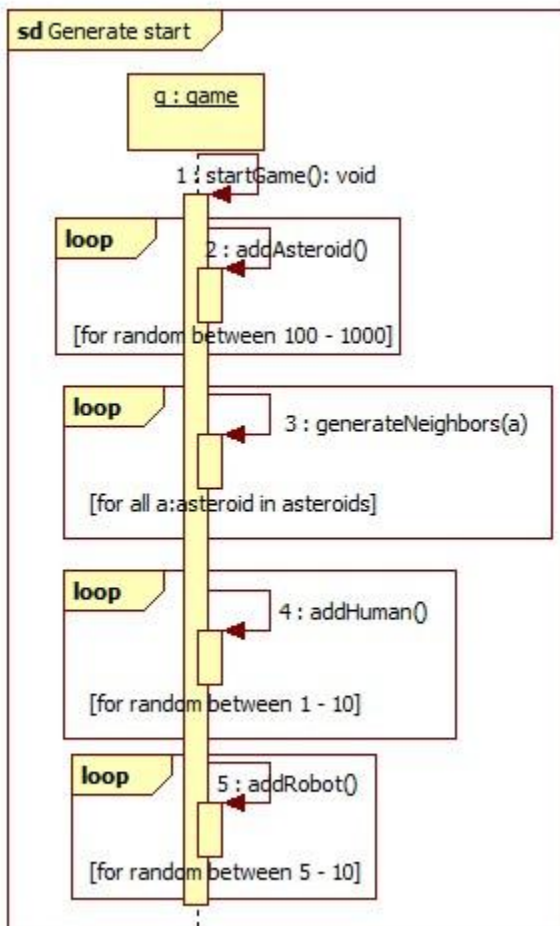 sd Generate start
g : game
1 : startGame(): void
loop
2 : addAsteroid()
[for random between 100 - 1000]
loop
3 : generateNeighbors(a)
[for all a:asteroid in asteroids]
loop
4 : addHuman()
[for random between 1 - 10]
loop
5 : addRobot()
[for random between 5 - 10]